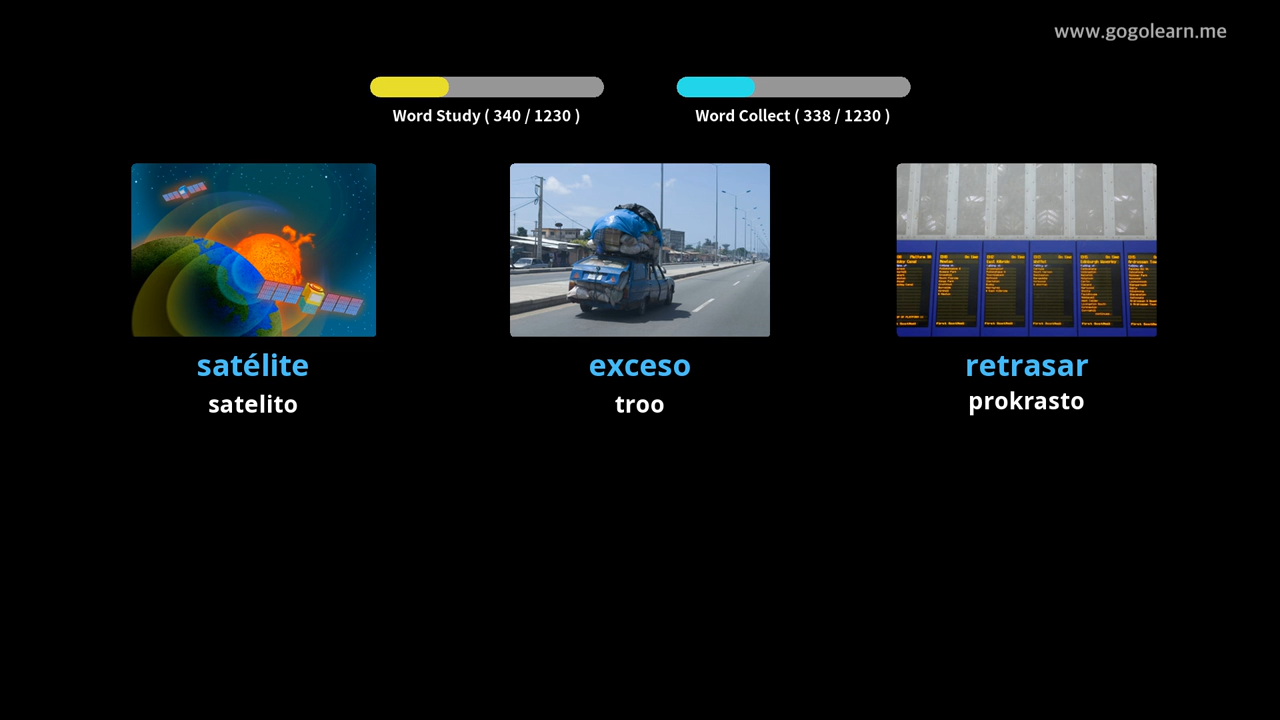 www.gogolearn.me
Word Study ( 340 / 1230 )
Word Collect ( 338 / 1230 )
satélite
exceso
retrasar
satelito
troo
prokrasto